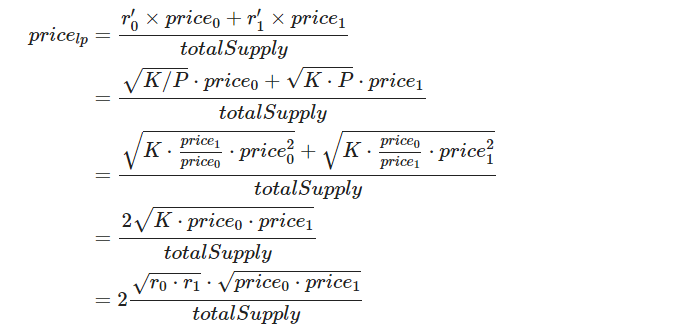 $price_{lp} = \frac{r'_0 \times price_0 + r'_1 \times price_1}{totalSupply}$
$= \frac{\sqrt{K/P} \cdot price_0 + \sqrt{K \cdot P} \cdot price_1}{totalSupply}$
$= \frac{\sqrt{K \cdot \frac{price_1}{price_0} \cdot price_0^2} + \sqrt{K \cdot \frac{price_0}{price_1} \cdot price_1^2}}{totalSupply}$
$= \frac{2\sqrt{K \cdot price_0 \cdot price_1}}{totalSupply}$
$= 2\frac{\sqrt{r_0 \cdot r_1} \cdot \sqrt{price_0 \cdot price_1}}{totalSupply}$